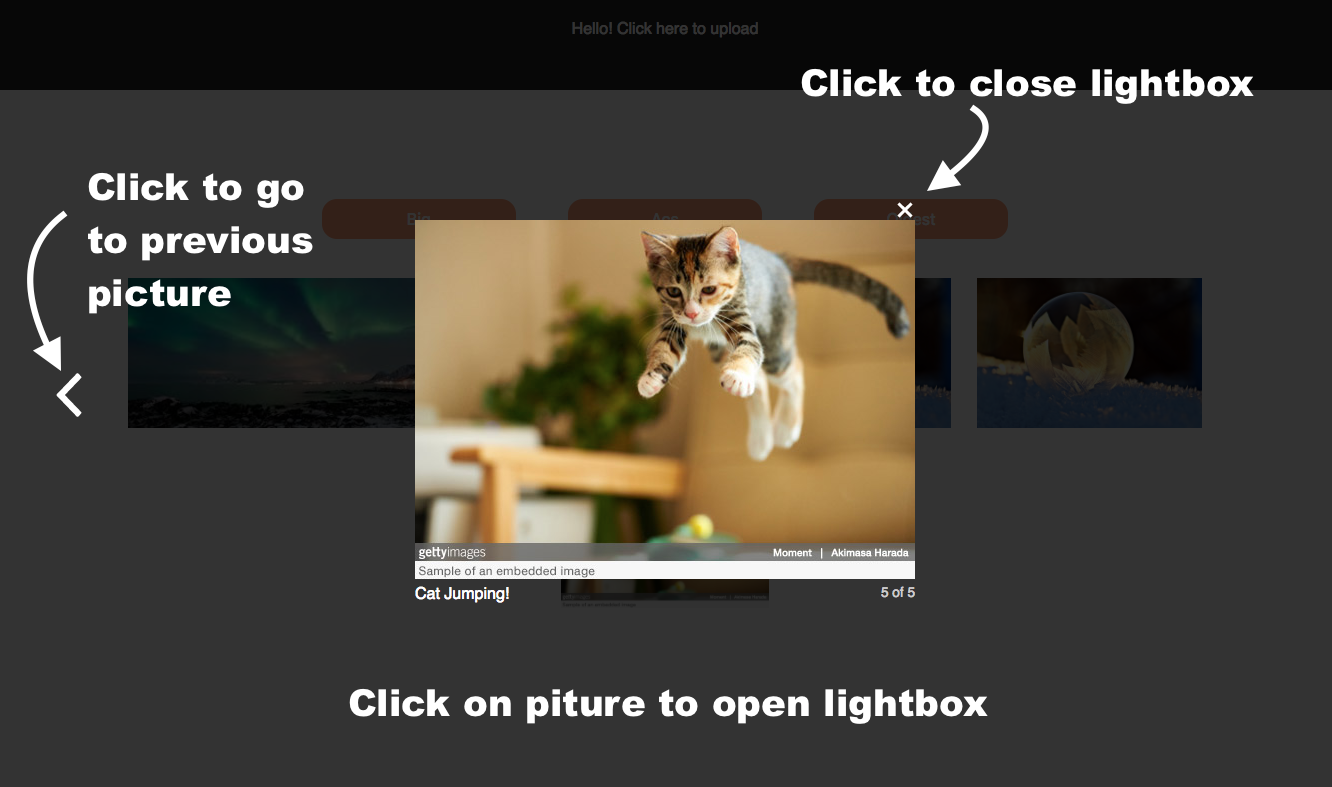 Hello! Click here to upload
Click to close lightbox
Click to go
to previous
picture
gettyimages
Moment | Akimasa Harada
Sample of an embedded image
Cat Jumping!
5 of 5
Click on piture to open lightbox